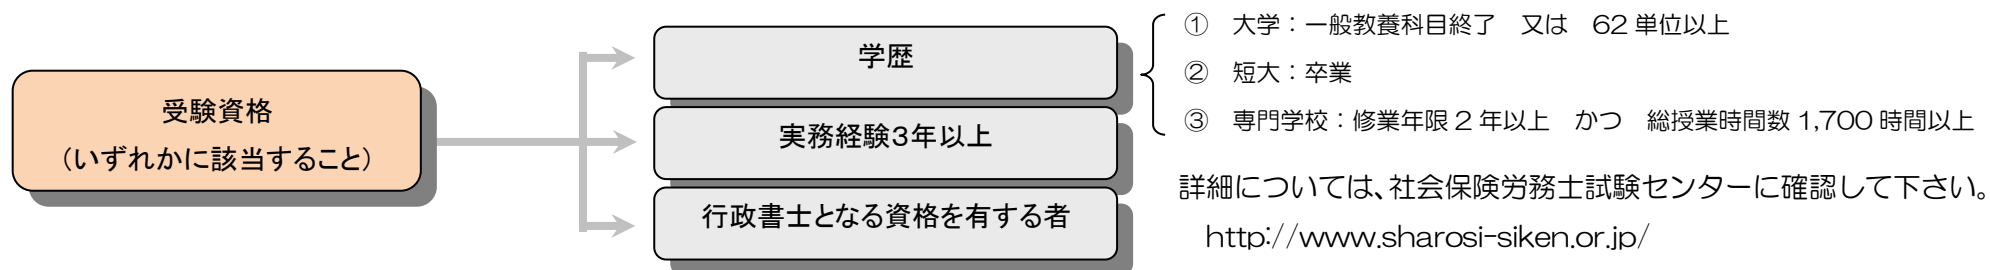 受験資格
(いずれかに該当すること)
学歴
実務経験3年以上
行政書士となる資格を有する者
① 大学:一般教養科目終了 又は 62単位以上
② 短大:卒業
③ 専門学校:修業年限2年以上 かつ 総授業時間数1,700時間以上
詳細については、社会保険労務士試験センターに確認して下さい。
http://www.sharosi-siken.or.jp/